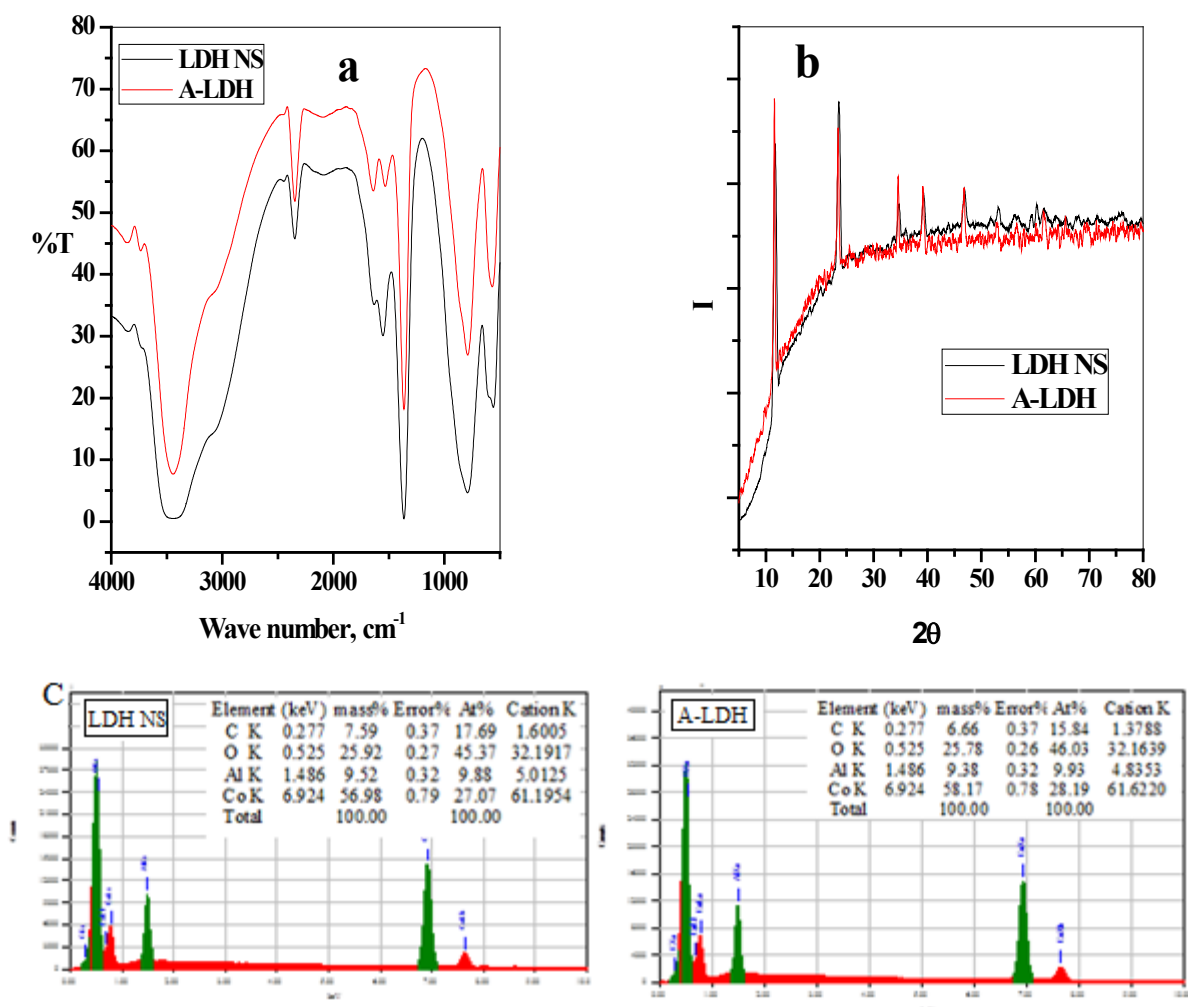 80
70
60
50
40
30
20
10
0
%T
LDH NS
A-LDH
a
4000 3000 2000 1000
Wave number, cm-1
b
I
LDH NS
A-LDH
10 20 30 40 50 60 70 80
2θ
C
LDH NS
Element (keV) mass% Error% At% Cation K
C K 0.277 7.59 0.37 17.69 1.6005
O K 0.525 25.92 0.27 45.37 32.1917
Al K 1.486 9.52 0.32 9.88 5.0125
Co K 6.924 56.98 0.79 27.07 61.1954
Total 100.00 100.00
A-LDH
Element (keV) mass% Error% At% Cation K
C K 0.277 6.66 0.37 15.84 1.3788
O K 0.525 25.78 0.26 46.03 32.1639
Al K 1.486 9.38 0.32 9.93 4.8353
Co K 6.924 58.17 0.78 28.19 61.6220
Total 100.00 100.00